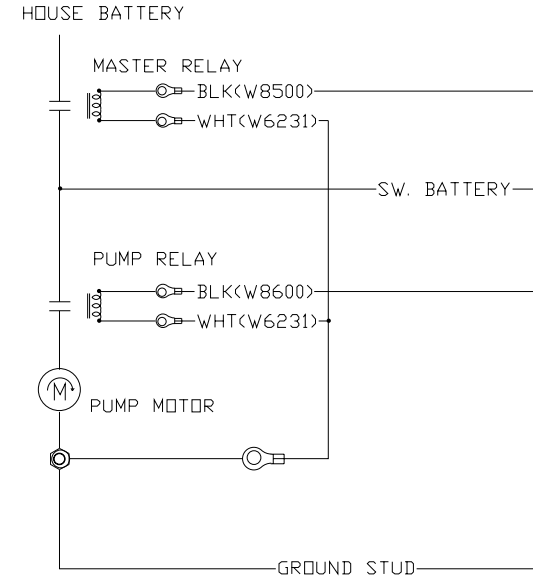 HOUSE BATTERY
MASTER RELAY
BLK(W8500)
WHT(W6231)
SW. BATTERY
PUMP RELAY
BLK(W8600)
WHT(W6231)
M
PUMP MOTOR
GROUND STUD